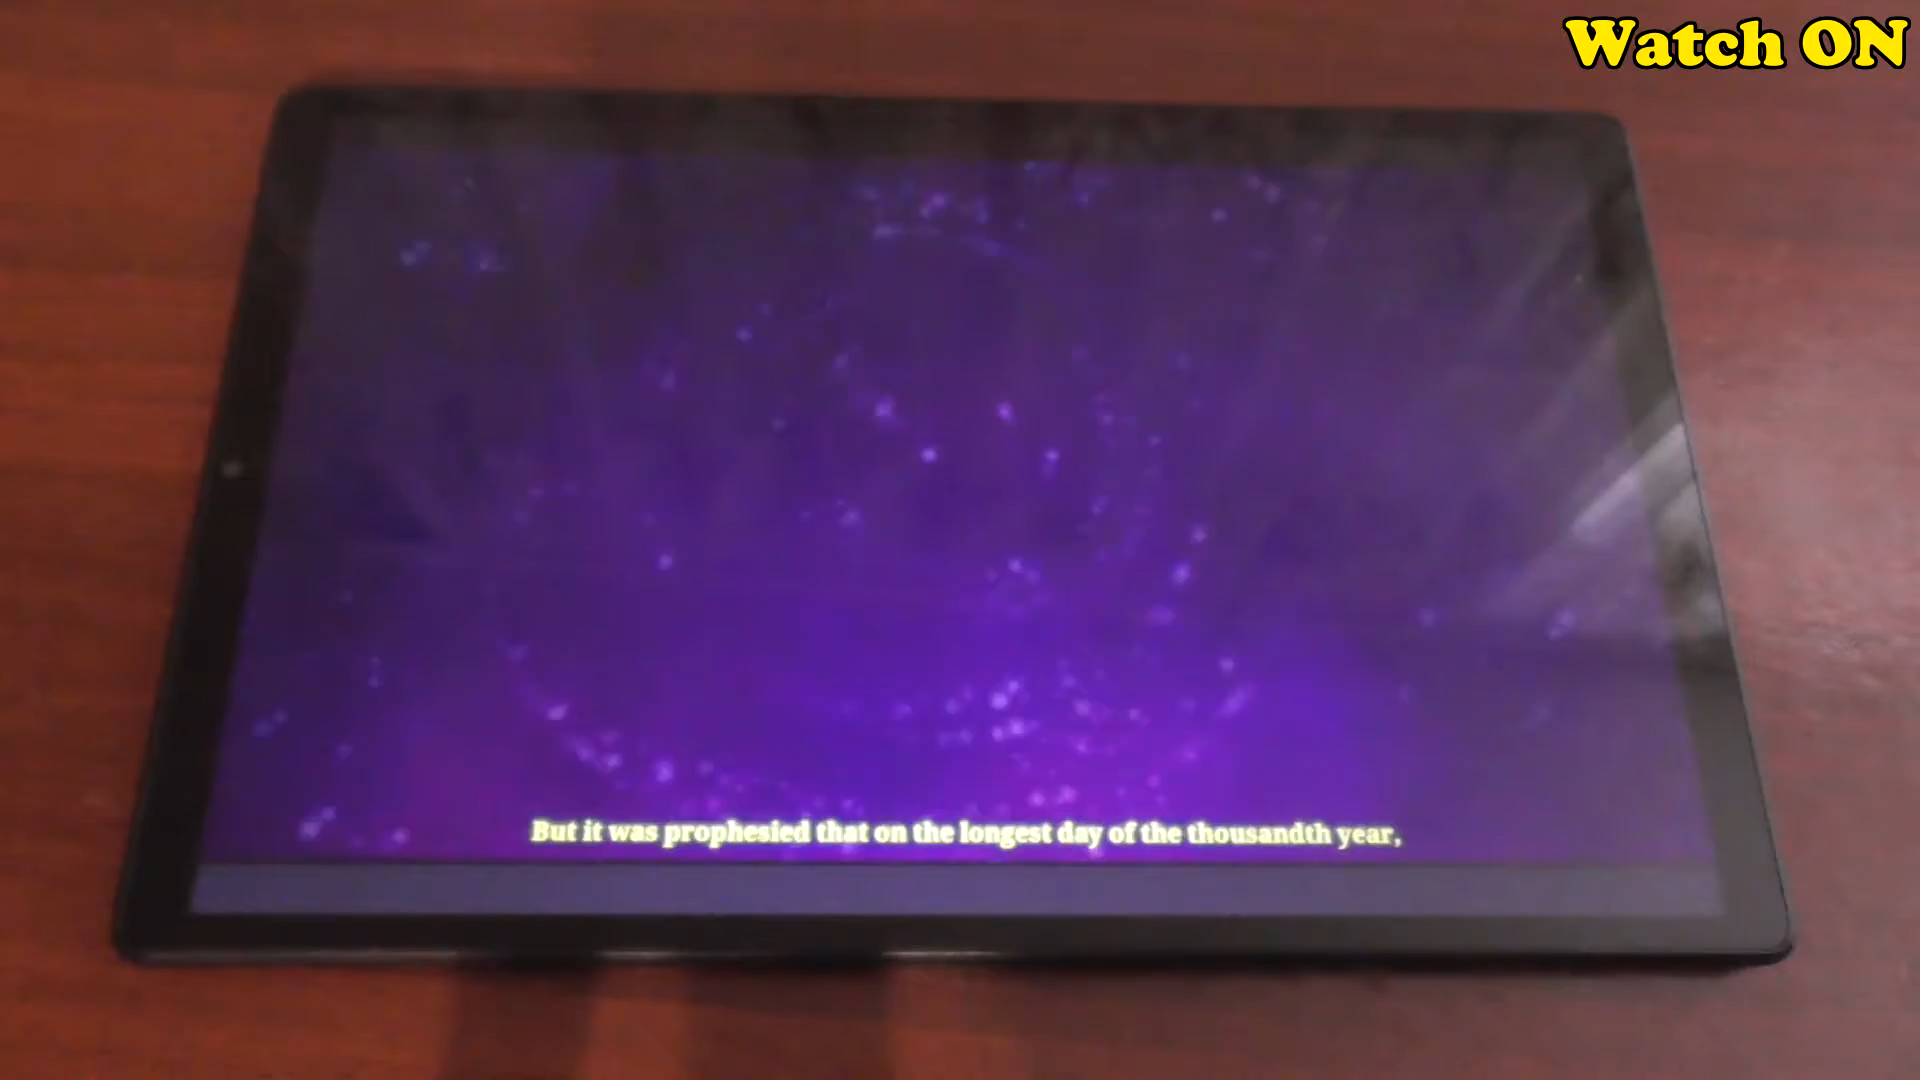 Watch ON
But it was prophesied that on the longest day of the thousandth year,